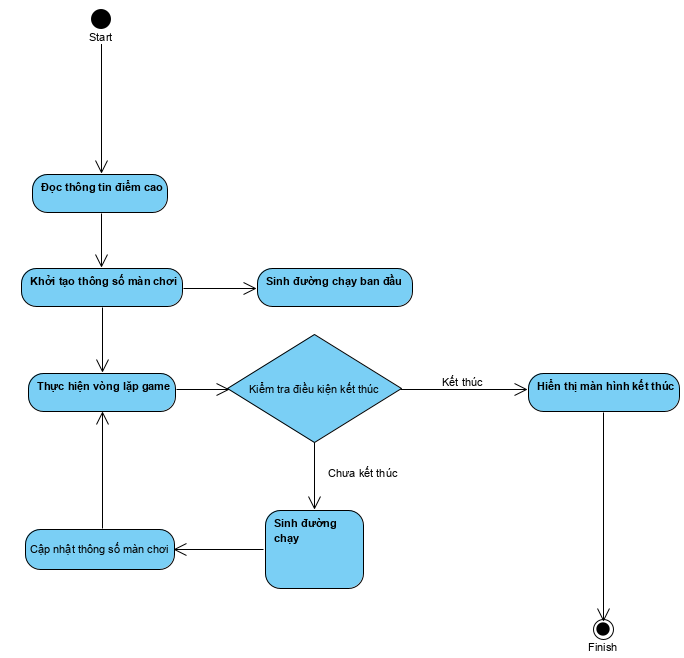 Start
Đọc thông tin điểm cao
Khởi tạo thông số màn chơi
Sinh đường chạy ban đầu
Thực hiện vòng lặp game
Kiểm tra điều kiện kết thúc
Kết thúc
Hiển thị màn hình kết thúc
Chưa kết thúc
Sinh đường
chạy
Cập nhật thông số màn chơi
Finish